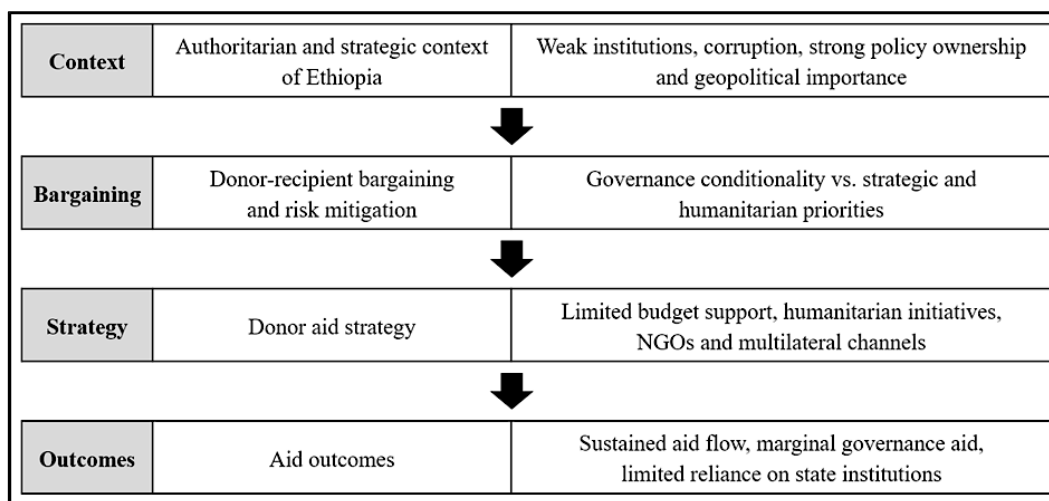 Context
Authoritarian and strategic context
of Ethiopia
Weak institutions, corruption, strong policy ownership
and geopolitical importance
Bargaining
Donor-recipient bargaining
and risk mitigation
Governance conditionality vs. strategic and
humanitarian priorities
Strategy
Donor aid strategy
Limited budget support, humanitarian initiatives,
NGOs and multilateral channels
Outcomes
Aid outcomes
Sustained aid flow, marginal governance aid,
limited reliance on state institutions